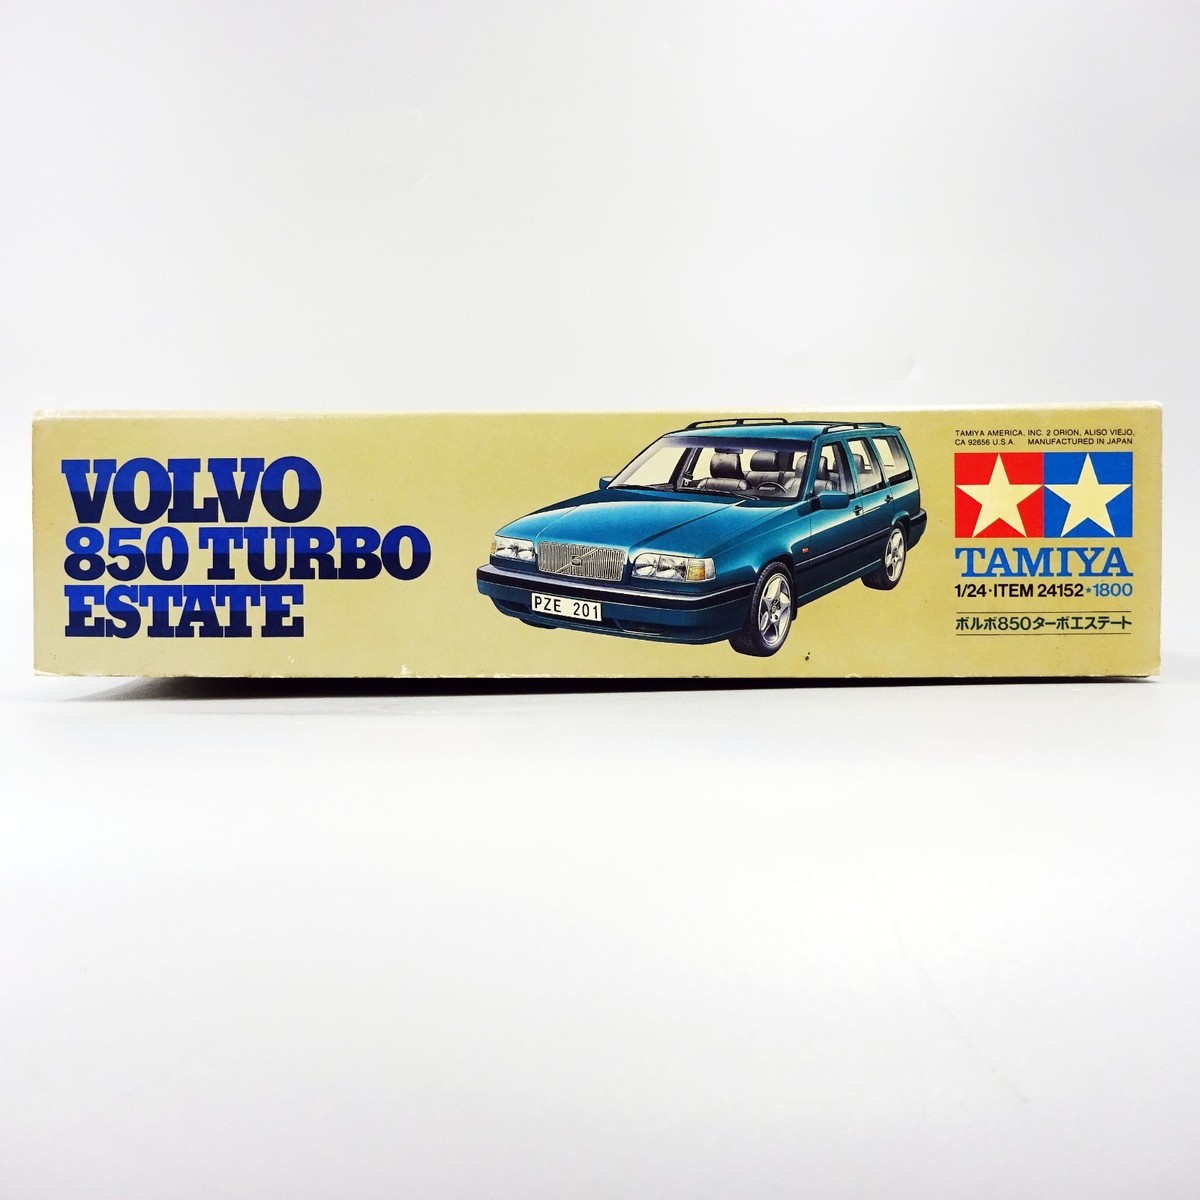 VOLVO
850 TURBO
ESTATE
PZE 201
TAMIYA AMERICA, INC. 2 ORION, ALISO VIEJO,
CA 92656 U.S.A. MANUFACTURED IN JAPAN
TAMIYA
1/24・ITEM 24152★1800
ボルボ850ターボエステート